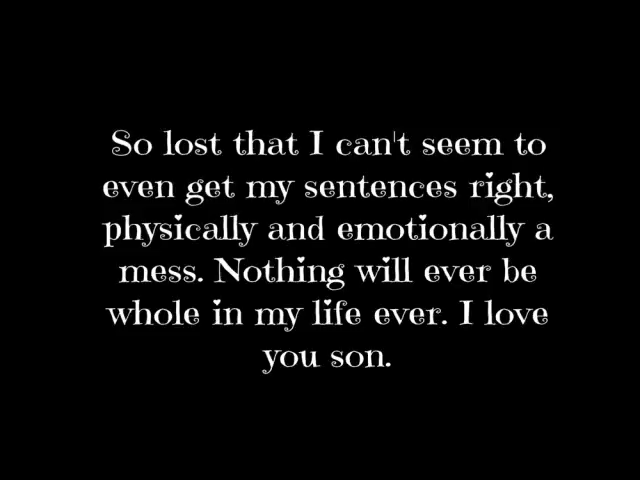 So lost that I can't seem to
even get my sentences right,
physically and emotionally a
mess. Nothing will ever be
whole in my life ever. I love
you son.